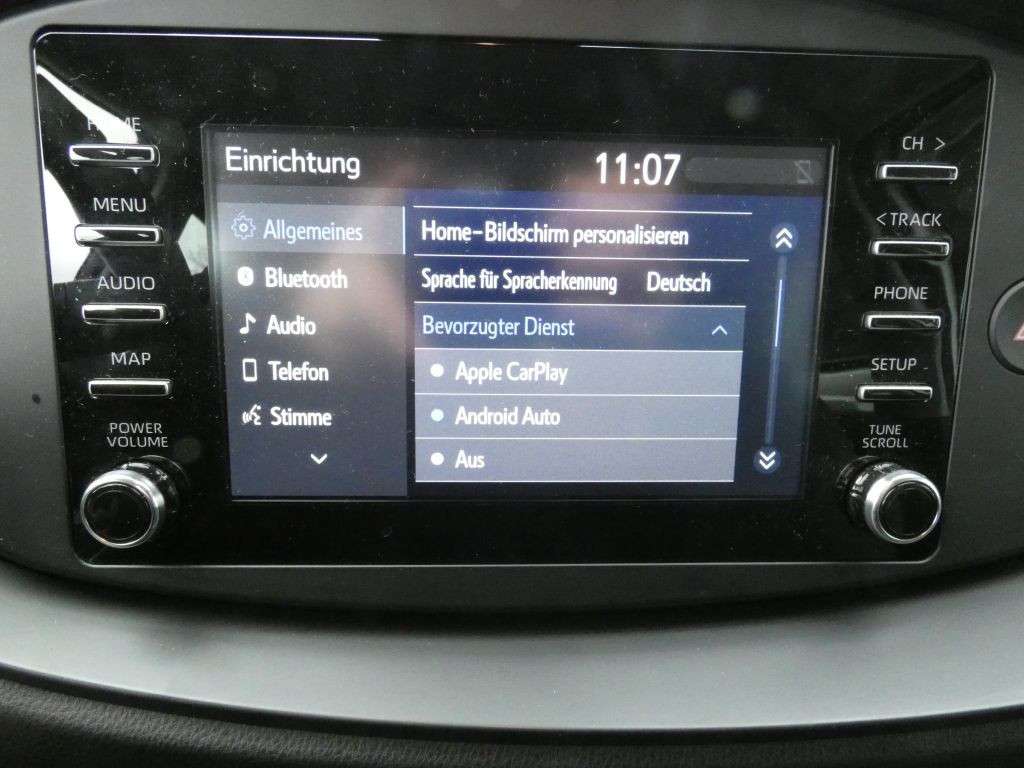 HOME
MENU
AUDIO
MAP
POWER
VOLUME
Einrichtung
11:07
Allgemeines
Bluetooth
Audio
Telefon
Stimme
Home-Bildschirm personalisieren
Sprache für Spracherkennung Deutsch
Bevorzugter Dienst
Apple CarPlay
Android Auto
Aus
CH >
< TRACK
PHONE
SETUP
TUNE
SCROLL